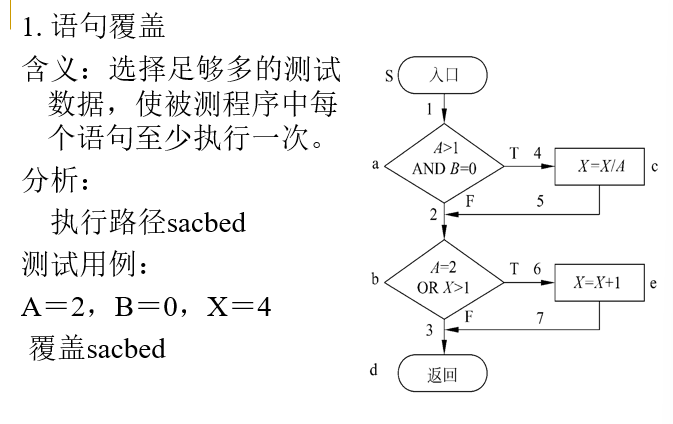 1. 语句覆盖
含义：选择足够多的测试
数据，使被测程序中每
个语句至少执行一次。
分析：
执行路径sacbed
测试用例：
A＝2，B＝0，X＝4
覆盖sacbed
S
入口
1
a
A>1
AND B=0
T 4
X=X/A
c
F
5
2
b
A=2
OR X>1
T 6
X=X+1
e
F
7
3
d
返回